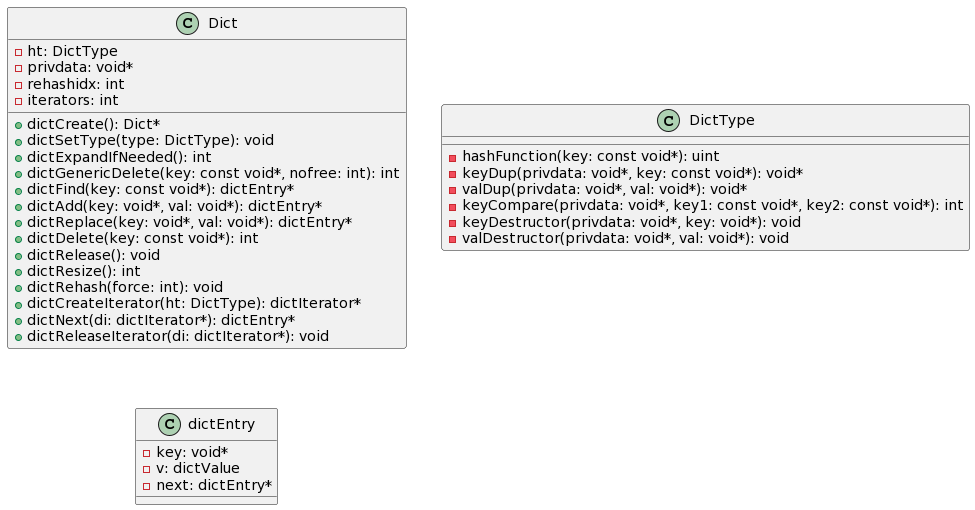 C Dict
ht: DictType
privdata: void*
rehashidx: int
iterators: int
dictCreate(): Dict*
dictSetType(type: DictType): void
dictExpandIfNeeded(): int
dictGenericDelete(key: const void*, nofree: int): int
dictFind(key: const void*): dictEntry*
dictAdd(key: void*, val: void*): dictEntry*
dictReplace(key: void*, val: void*): dictEntry*
dictDelete(key: const void*): int
dictRelease(): void
dictResize(): int
dictRehash(force: int): void
dictCreateIterator(ht: DictType): dictIterator*
dictNext(di: dictIterator*): dictEntry*
dictReleaseIterator(di: dictIterator*): void
C DictType
hashFunction(key: const void*): uint
keyDup(privdata: void*, key: const void*): void*
valDup(privdata: void*, val: void*): void*
keyCompare(privdata: void*, key1: const void*, key2: const void*): int
keyDestructor(privdata: void*, key: void*): void
valDestructor(privdata: void*, val: void*): void
C dictEntry
key: void*
v: dictValue
next: dictEntry*